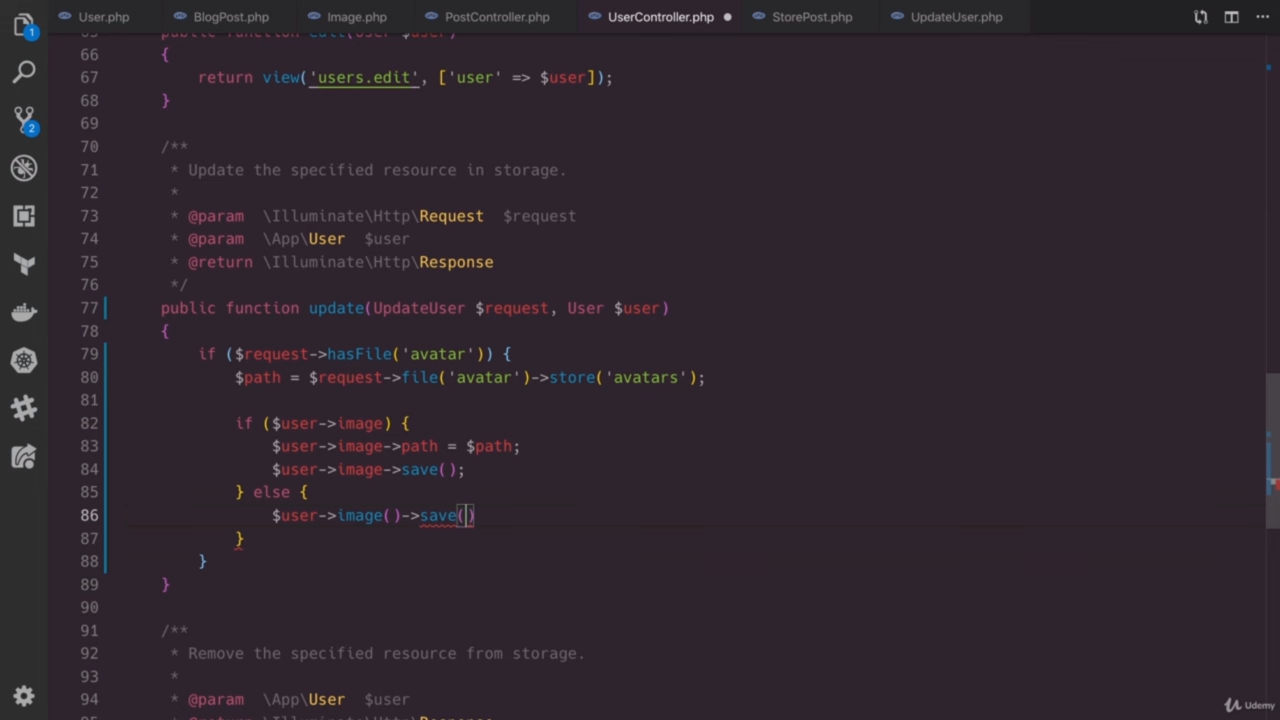 User.php BlogPost.php Image.php PostController.php UserController.php StorePost.php UpdateUser.php
1
2
66 {
67 return view('users.edit', ['user' => $user]);
68 }
69
70 /**
71 * Update the specified resource in storage.
72 *
73 * @param \Illuminate\Http\Request $request
74 * @param \App\User $user
75 * @return \Illuminate\Http\Response
76 */
77 public function update(UpdateUser $request, User $user)
78 {
79 if ($request->hasFile('avatar')) {
80 $path = $request->file('avatar')->store('avatars');
81
82 if ($user->image) {
83 $user->image->path = $path;
84 $user->image->save();
85 } else {
86 $user->image()->save()
87 }
88 }
89 }
90
91 /**
92 * Remove the specified resource from storage.
93 *
94 * @param \App\User $user
Udemy